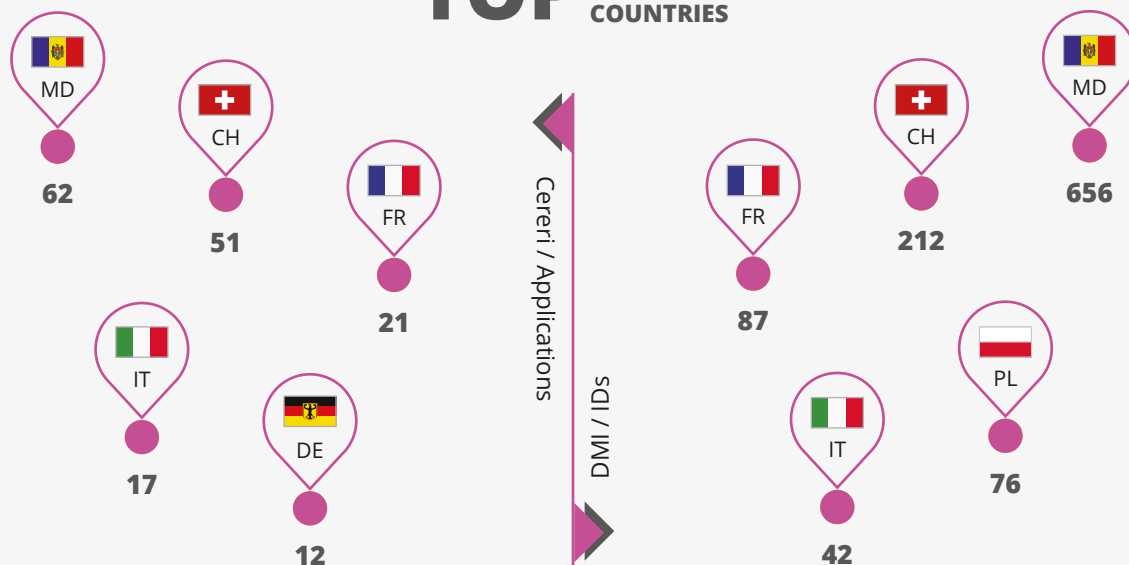 TOP COUNTRIES
MD
62
CH
51
FR
21
IT
17
DE
12
Cereri / Applications
DMI / IDs
MD
656
CH
212
FR
87
PL
76
IT
42